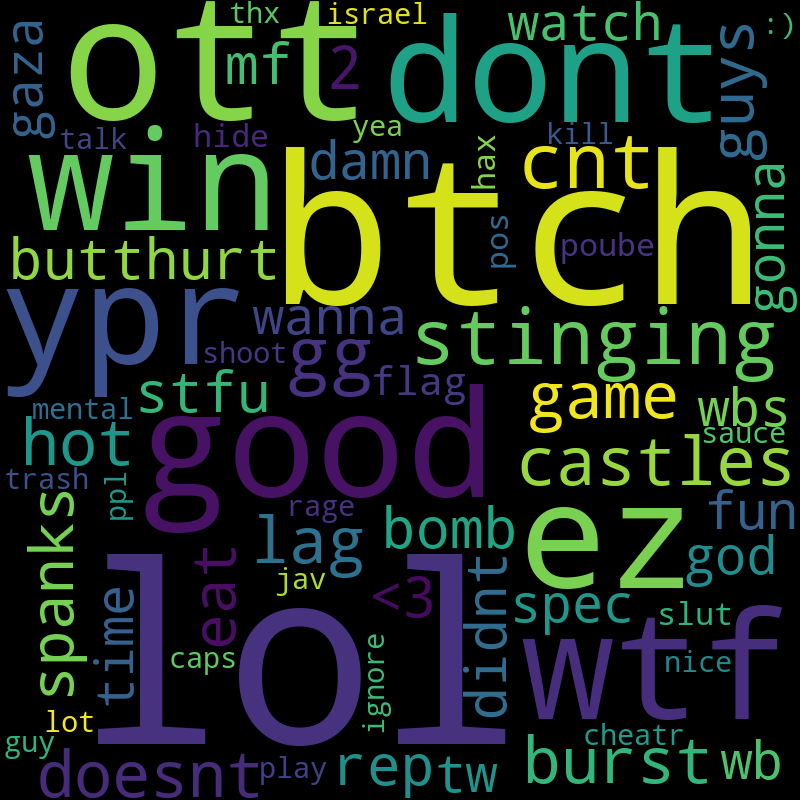 thx israel
ott dont watch :)
gaza mf 2 guys
talk hide yea kill
win damn hax cnt
btch
butthurt pos poube gonna
ypr wanna stinging
shoot gg flag
stfu game wbs
mental hot good castles sauce
trash ppl rage
spanks lag bomb ez fun
eat jav <3 didnt god
time lol spec slut
caps ignore wtf nice
lot
guy cheatr
doesnt play rep tw burst wb